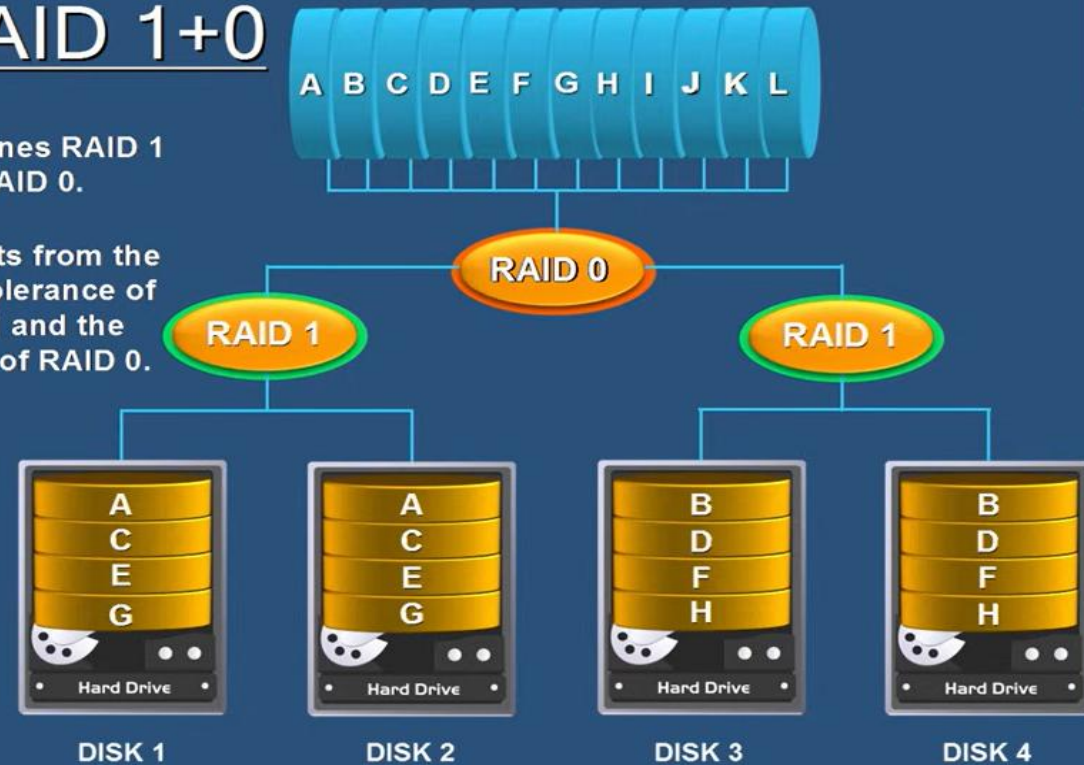 AID 1+0
A B C D E F G H I J K L
nes RAID 1
AID 0.
ts from the
olerance of
and the
of RAID 0.
RAID 0
RAID 1
RAID 1
A
C
E
G
Hard Drive
DISK 1
A
C
E
G
Hard Drive
DISK 2
B
D
F
H
Hard Drive
DISK 3
B
D
F
H
Hard Drive
DISK 4